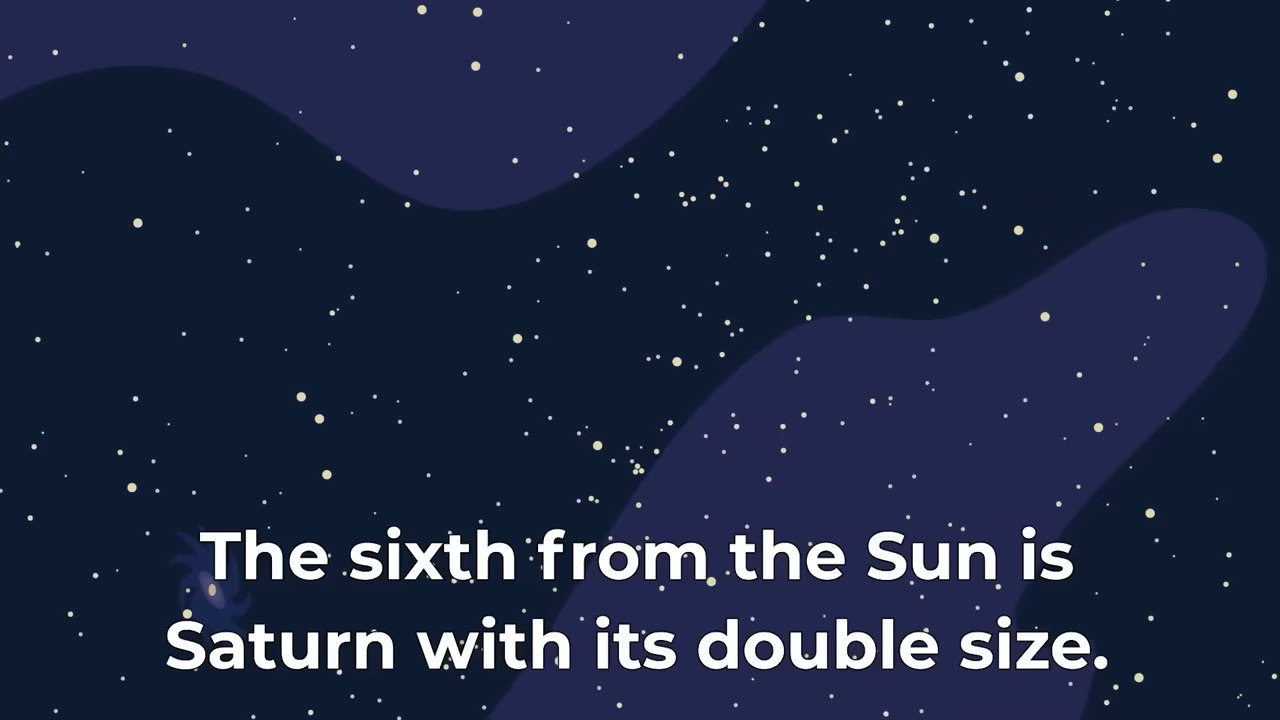 The sixth from the Sun is
Saturn with its double size.